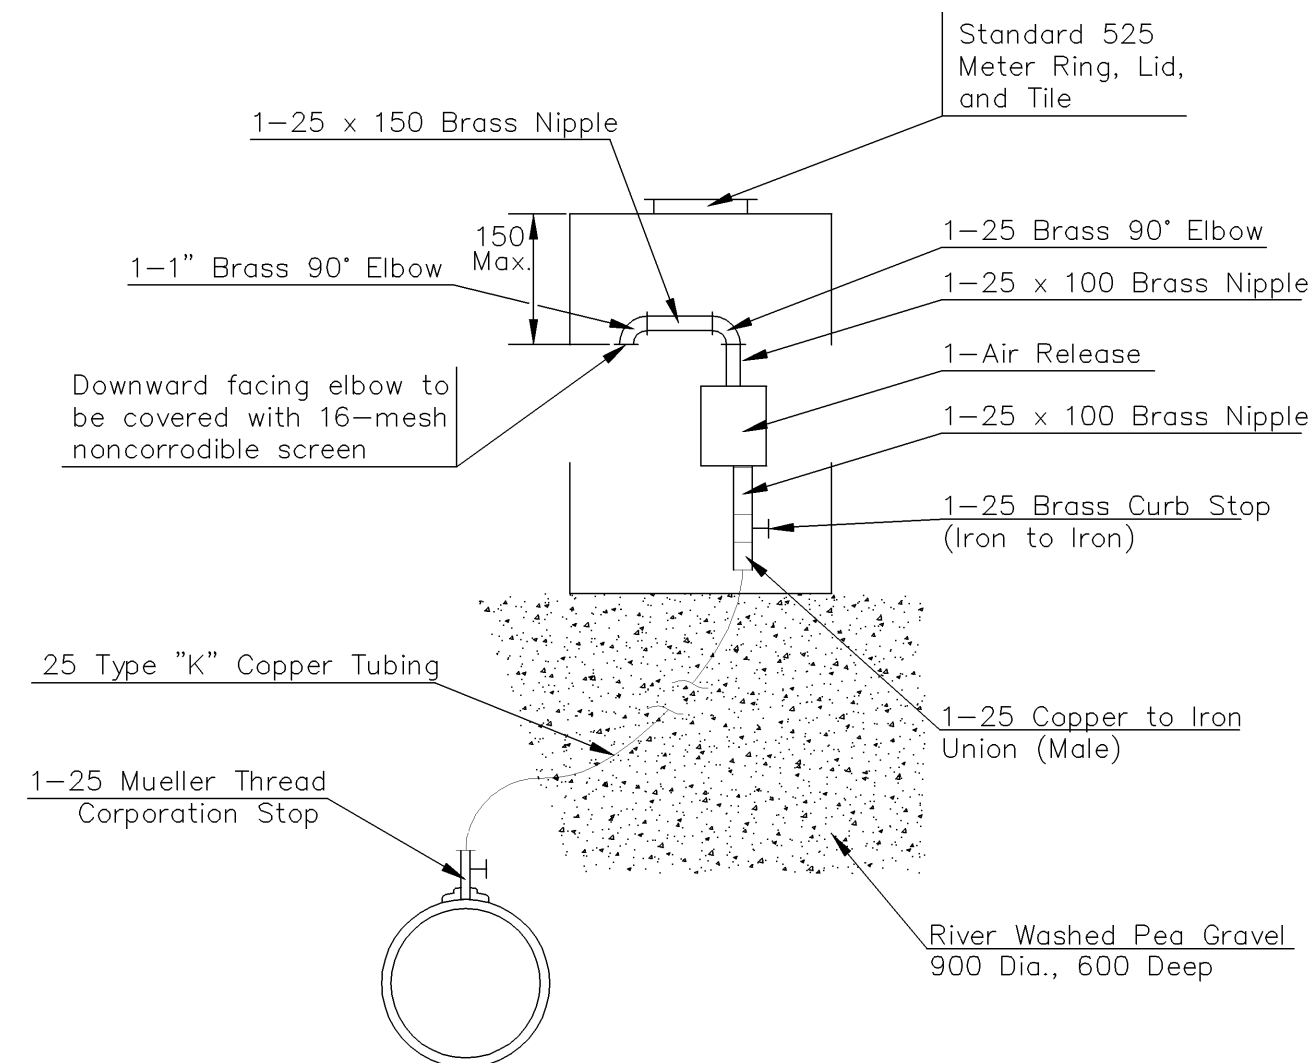 Standard 525
Meter Ring, Lid,
and Tile
1-25 x 150 Brass Nipple
150
Max.
1-25 Brass 90° Elbow
1-1" Brass 90° Elbow
1-25 x 100 Brass Nipple
1-Air Release
Downward facing elbow to
be covered with 16-mesh
noncorrodible screen
1-25 x 100 Brass Nipple
1-25 Brass Curb Stop
(Iron to Iron)
25 Type "K" Copper Tubing
1-25 Copper to Iron
Union (Male)
1-25 Mueller Thread
Corporation Stop
River Washed Pea Gravel
900 Dia., 600 Deep